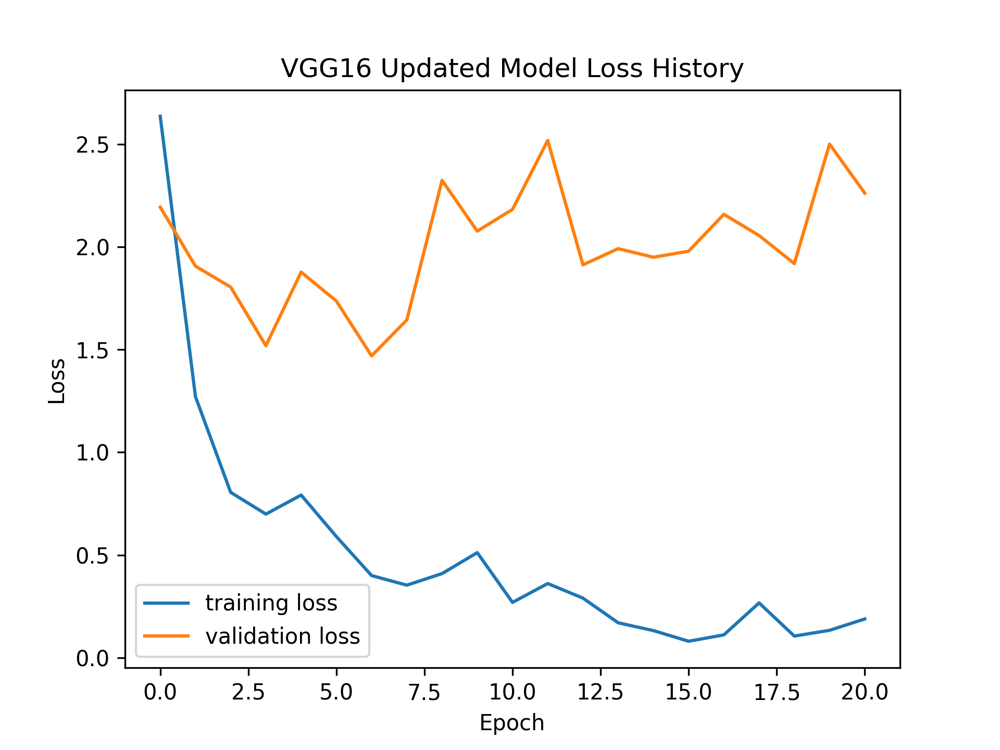 VGG16 Updated Model Loss History
Loss
2.5
2.0
1.5
1.0
0.5
0.0
training loss
validation loss
0.0 2.5 5.0 7.5 10.0 12.5 15.0 17.5 20.0
Epoch